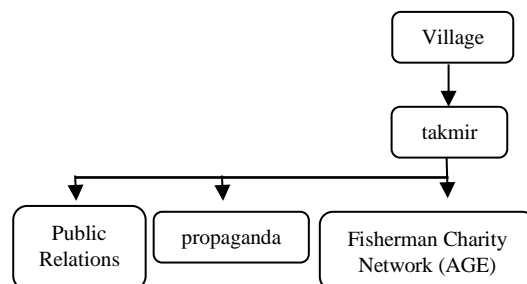 Village
takmir
Public
Relations
propaganda
Fisherman Charity
Network (AGE)